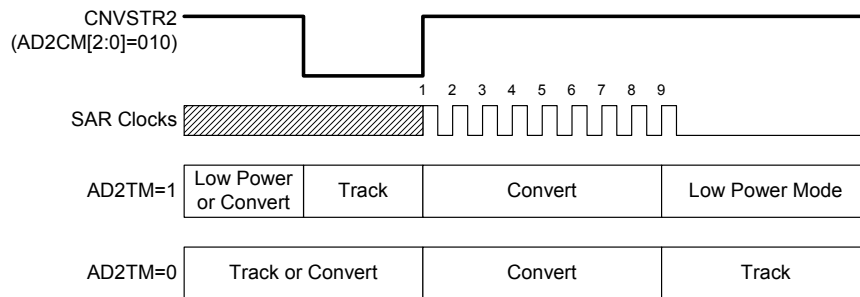 CNVSTR2
(AD2CM[2:0]=010)
1 2 3 4 5 6 7 8 9
SAR Clocks
AD2TM=1
Low Power
or Convert
Track
Convert
Low Power Mode
AD2TM=0
Track or Convert
Convert
Track